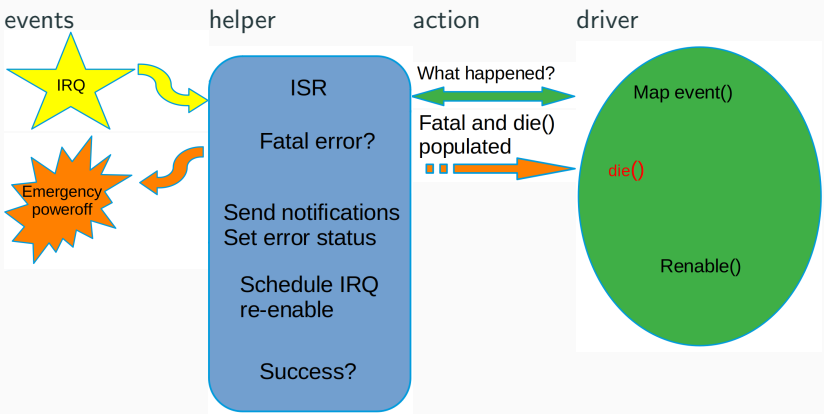 events
helper
action
driver
IRQ
ISR
What happened?
Map event()
Fatal error?
Fatal and die()
populated
die()
Emergency
poweroff
Send notifications
Set error status
Renable()
Schedule IRQ
re-enable
Success?